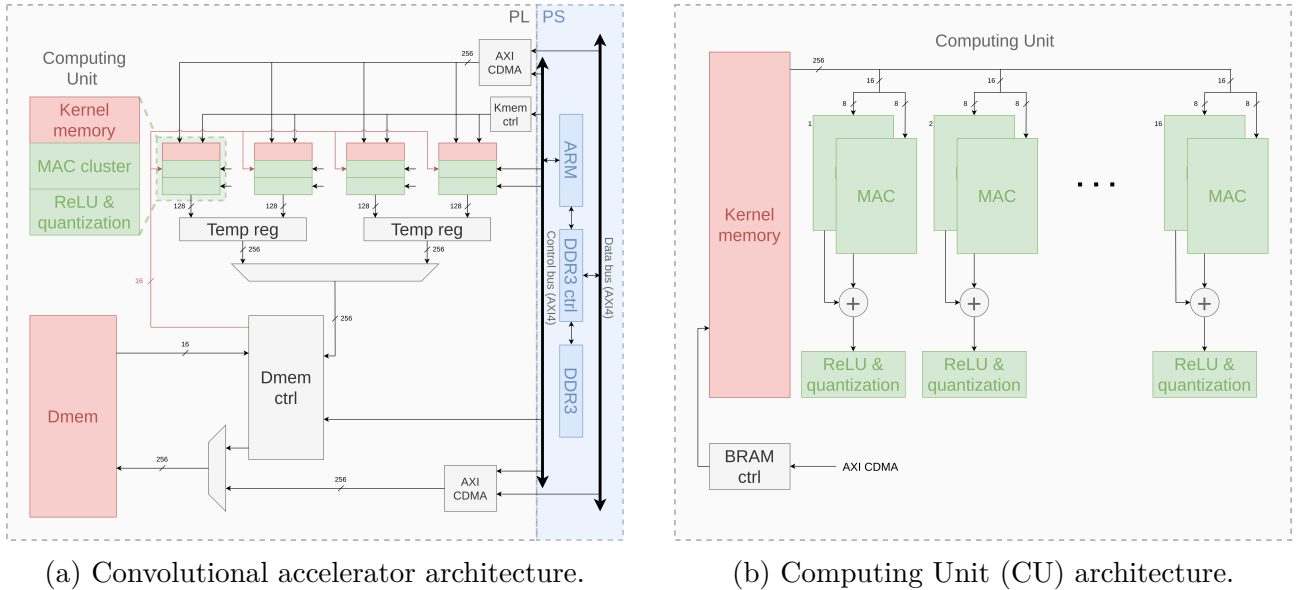 PL PS
256
AXI
CDMA
Computing
Unit
Kernel
memory
MAC cluster
ReLU &
quantization
Kmem
ctrl
ARM
128 128 128 128
Temp reg Temp reg
256 256
DDR3 ctrl
Control bus (AXI4)
Data bus (AXI4)
16
256
16
Dmem
ctrl
DDR3
Dmem
256
256
AXI
CDMA
(a) Convolutional accelerator architecture.
Computing Unit
256
16 16 16
8 8 8 8 8 8
1 2 16
MAC MAC ... MAC
Kernel
memory
+ + +
ReLU &
quantization
ReLU &
quantization
ReLU &
quantization
BRAM
ctrl
AXI CDMA
(b) Computing Unit (CU) architecture.